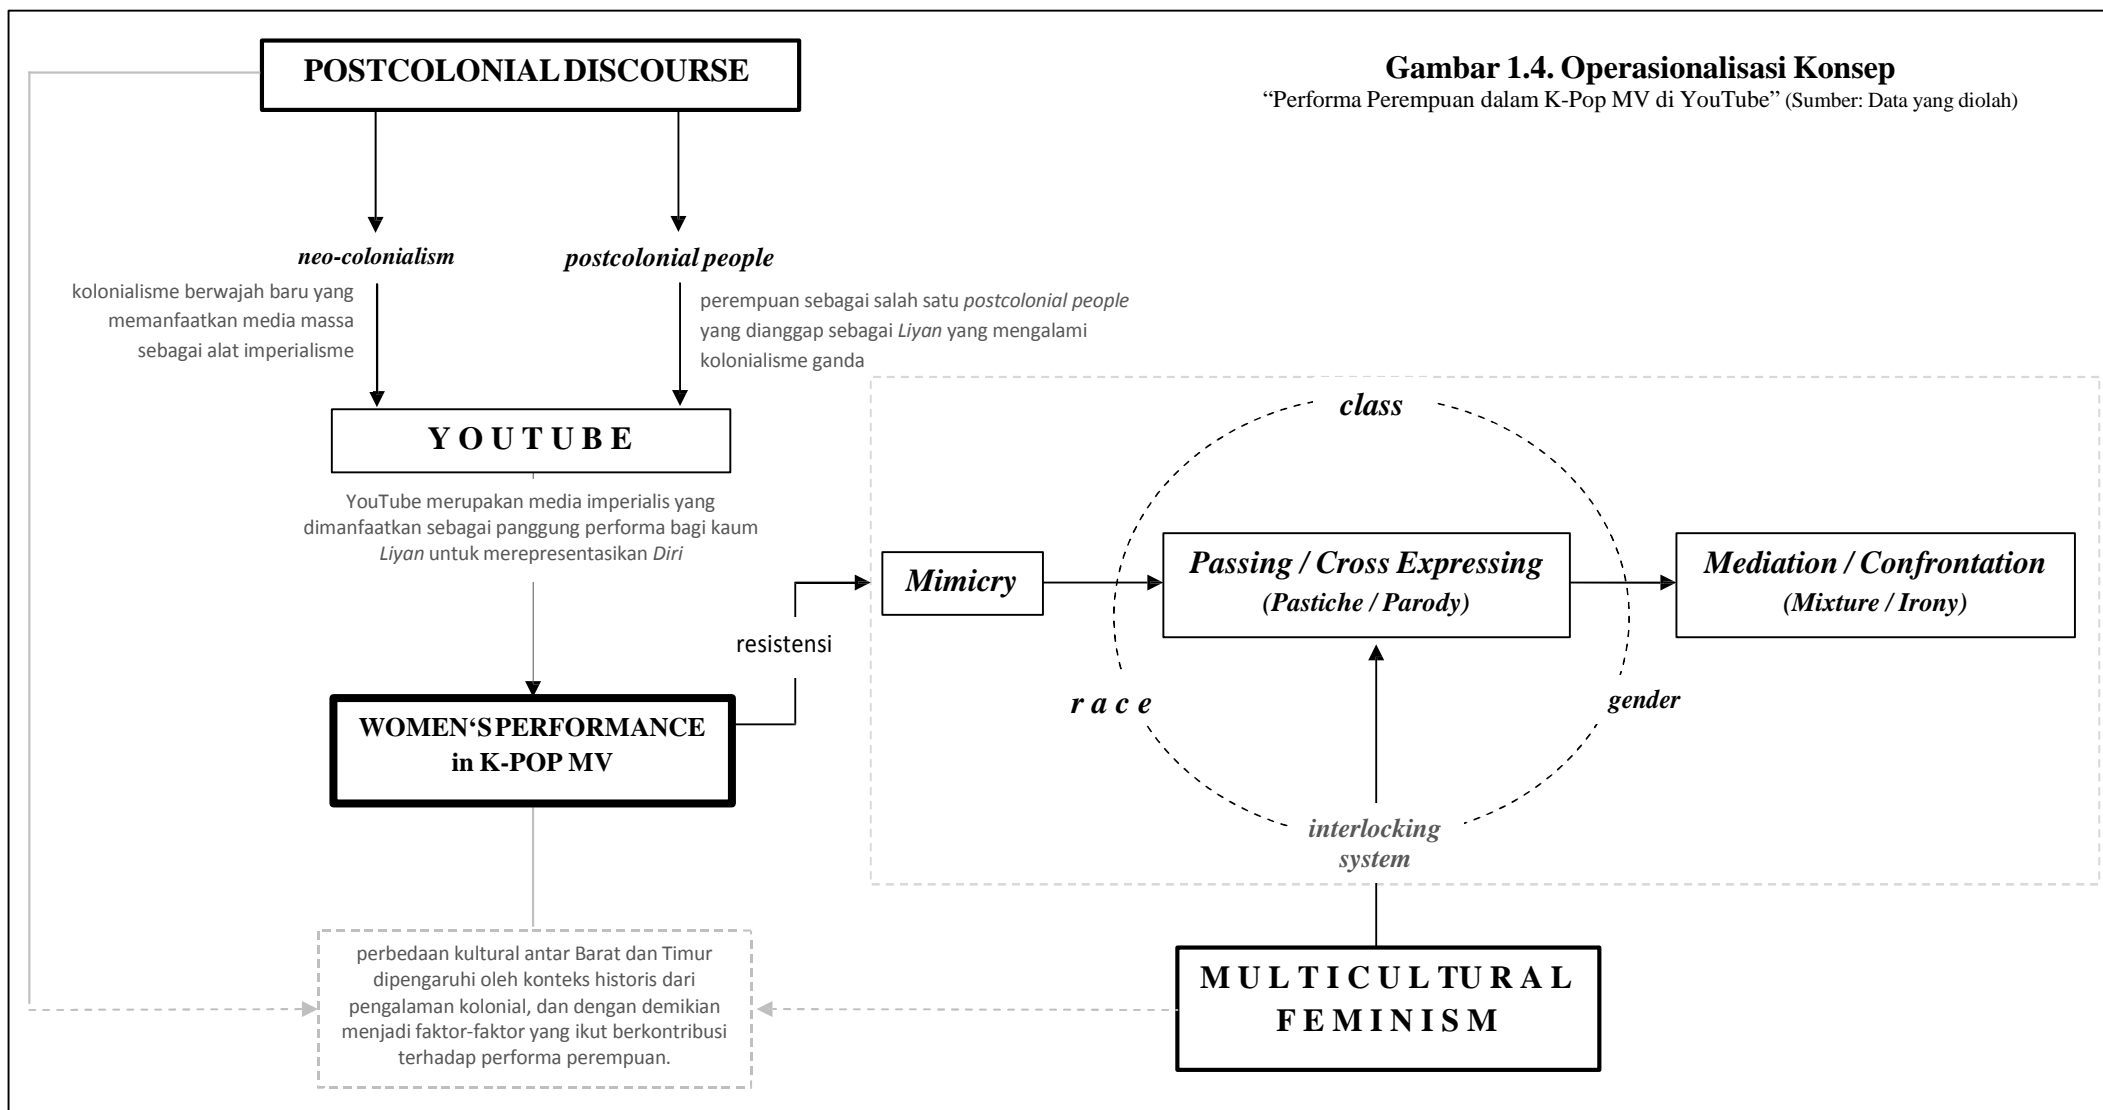 POSTCOLONIAL DISCOURSE
Gambar 1.4. Operasionalisasi Konsep
“Performa Perempuan dalam K-Pop MV di YouTube” (Sumber: Data yang diolah)
neo-colonialism
kolonialisme berwajah baru yang
memanfaatkan media massa
sebagai alat imperialisme
postcolonial people
perempuan sebagai salah satu postcolonial people
yang dianggap sebagai Liyan yang mengalami
kolonialisme ganda
Y O U T U B E
YouTube merupakan media imperialis yang
dimanfaatkan sebagai panggung performa bagi kaum
Liyan untuk merepresentasikan Diri
WOMEN‘S PERFORMANCE
in K-POP MV
resistensi
Mimicry
class
Passing / Cross Expressing
(Pastiche / Parody)
Mediation / Confrontation
(Mixture / Irony)
r a c e
gender
interlocking
system
perbedaan kultural antar Barat dan Timur
dipengaruhi oleh konteks historis dari
pengalaman kolonial, dan dengan demikian
menjadi faktor-faktor yang ikut berkontribusi
terhadap performa perempuan.
M U L T I C U L T U R A L
F E M I N I S M